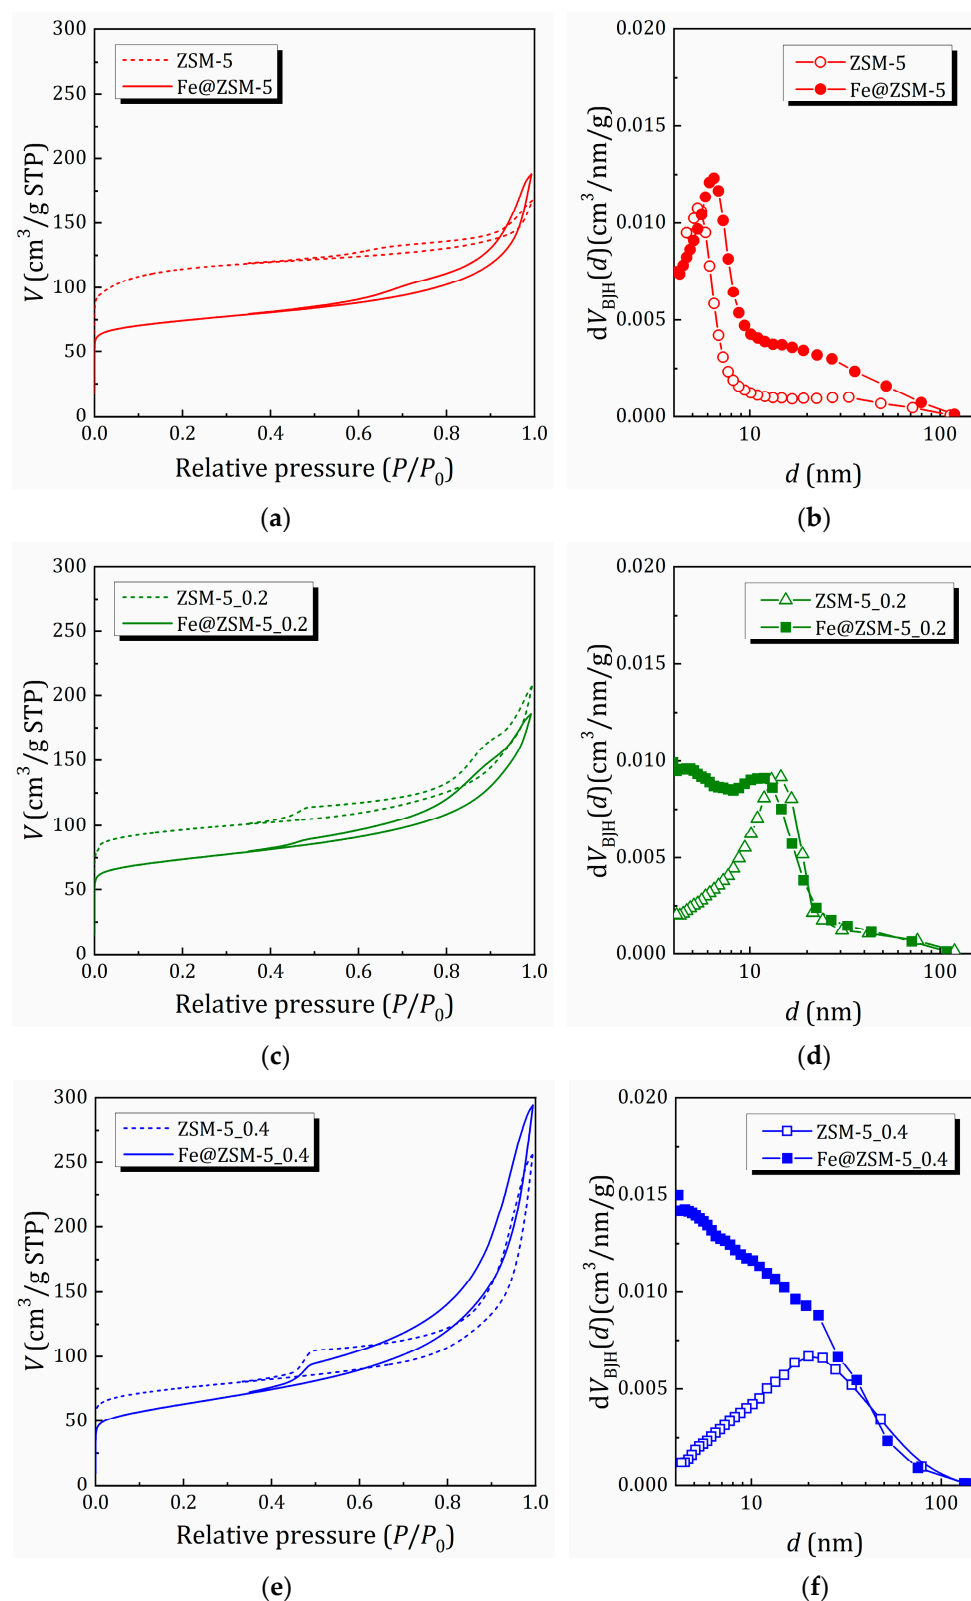 300
250
200
150
100
50
0
V (cm³/g STP)
ZSM-5
Fe@ZSM-5
0.0 0.2 0.4 0.6 0.8 1.0
Relative pressure (P/P₀)
(a)
0.020
0.015
0.010
0.005
0.000
dV_BJH(d)(cm³/nm/g)
ZSM-5
Fe@ZSM-5
10 100
d (nm)
(b)
300
250
200
150
100
50
0
V (cm³/g STP)
ZSM-5_0.2
Fe@ZSM-5_0.2
0.0 0.2 0.4 0.6 0.8 1.0
Relative pressure (P/P₀)
(c)
0.020
0.015
0.010
0.005
0.000
dV_BJH(d)(cm³/nm/g)
ZSM-5_0.2
Fe@ZSM-5_0.2
10 100
d (nm)
(d)
300
250
200
150
100
50
0
V (cm³/g STP)
ZSM-5_0.4
Fe@ZSM-5_0.4
0.0 0.2 0.4 0.6 0.8 1.0
Relative pressure (P/P₀)
(e)
0.020
0.015
0.010
0.005
0.000
dV_BJH(d)(cm³/nm/g)
ZSM-5_0.4
Fe@ZSM-5_0.4
10 100
d (nm)
(f)